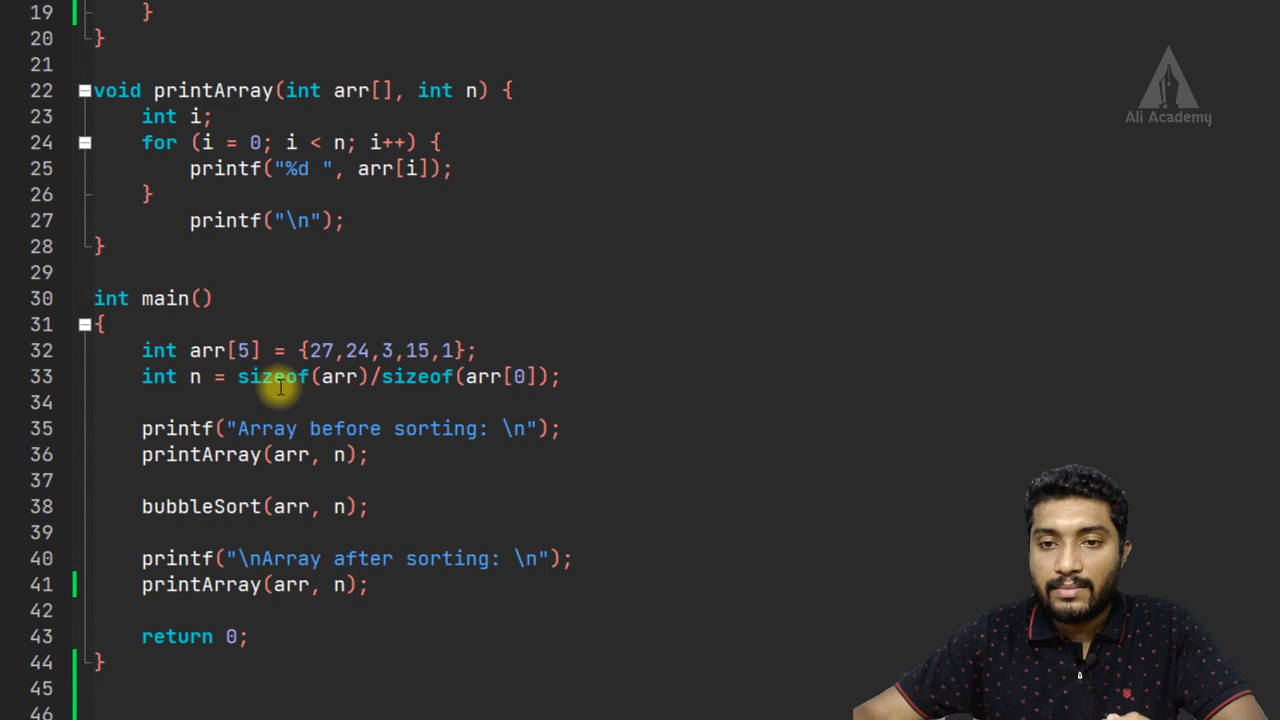 19 }
20 }
21
22 void printArray(int arr[], int n) {
23 int i;
24 for (i = 0; i < n; i++) {
25 printf("%d ", arr[i]);
26 }
27 printf("\n");
28 }
29
30 int main()
31 {
32 int arr[5] = {27,24,3,15,1};
33 int n = sizeof(arr)/sizeof(arr[0]);
34
35 printf("Array before sorting: \n");
36 printArray(arr, n);
37
38 bubbleSort(arr, n);
39
40 printf("\nArray after sorting: \n");
41 printArray(arr, n);
42
43 return 0;
44 }
45
46
Ali Academy